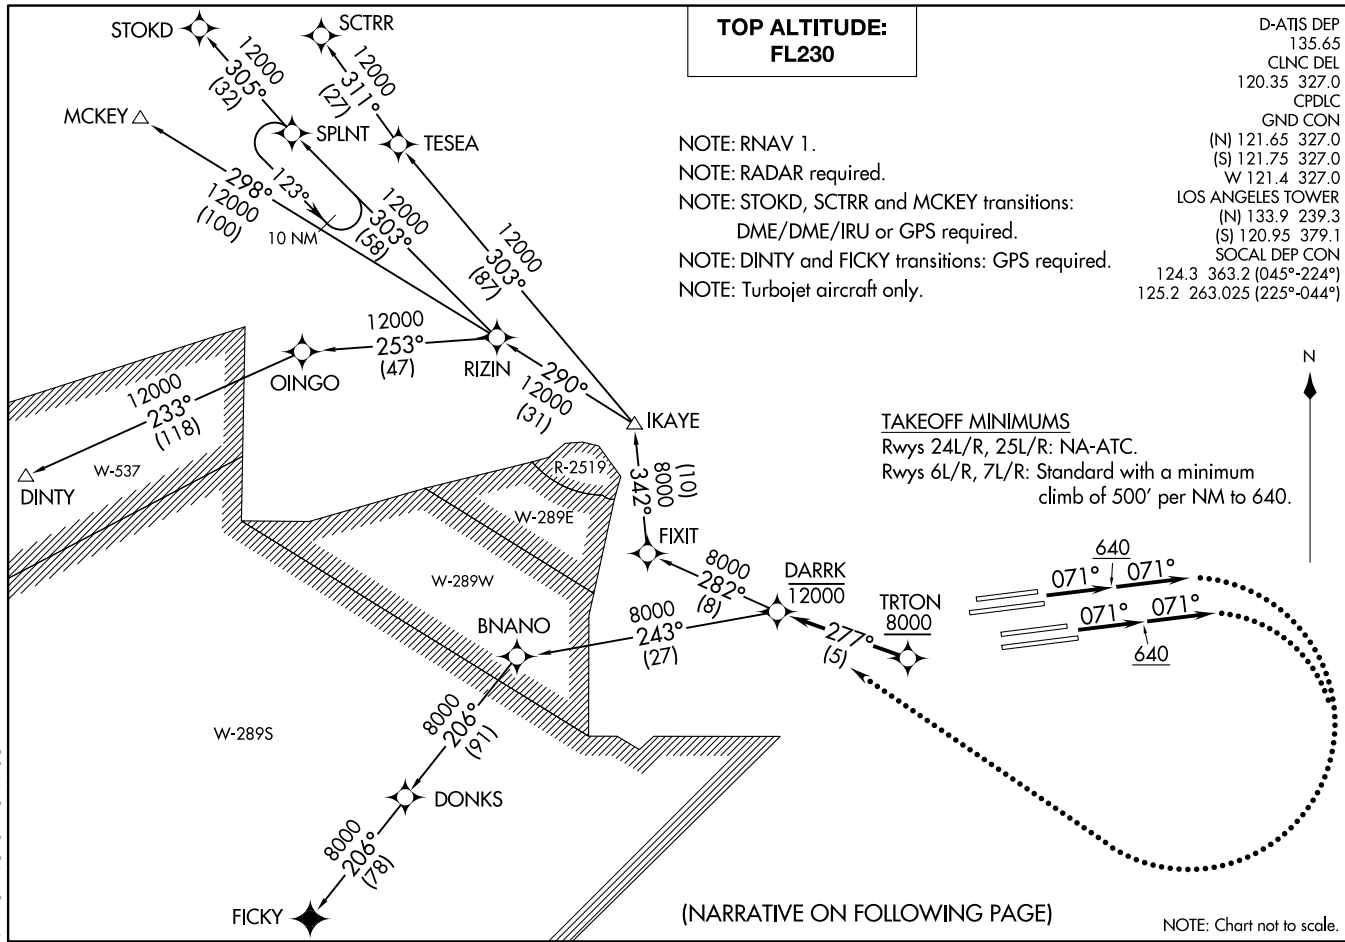 TOP ALTITUDE:
FL230
D-ATIS DEP
135.65
CLNC DEL
120.35 327.0
CPDLC
GND CON
(N) 121.65 327.0
(S) 121.75 327.0
W 121.4 327.0
LOS ANGELES TOWER
(N) 133.9 239.3
(S) 120.95 379.1
SOCAL DEP CON
124.3 363.2 (045°-224°)
125.2 263.025 (225°-044°)
NOTE: RNAV 1.
NOTE: RADAR required.
NOTE: STOKD, SCTRR and MCKEY transitions:
DME/DME/IRU or GPS required.
NOTE: DINTY and FICKY transitions: GPS required.
NOTE: Turbojet aircraft only.
STOKD
SCTRR
12000
305°
(32)
12000
311°
(27)
MCKEY
SPLNT
TESEA
298°
12000
(100)
123°
10 NM
12000
303°
(58)
12000
303°
(87)
12000
253°
(47)
OINGO
RIZIN
290°
12000
(31)
IKAYE
12000
233°
(118)
W-537
DINTY
R-2519
W-289E
W-289W
(10)
8000
342°
FIXIT
8000
282°
(8)
DARRK
12000
TRTON
8000
277°
(5)
BNANO
8000
243°
(27)
8000
206°
(91)
W-289S
DONKS
8000
206°
(78)
FICKY
N
TAKEOFF MINIMUMS
Rwys 24L/R, 25L/R: NA-ATC.
Rwys 6L/R, 7L/R: Standard with a minimum
climb of 500' per NM to 640.
640
071° 071°
071° 071°
640
(NARRATIVE ON FOLLOWING PAGE)
NOTE: Chart not to scale.